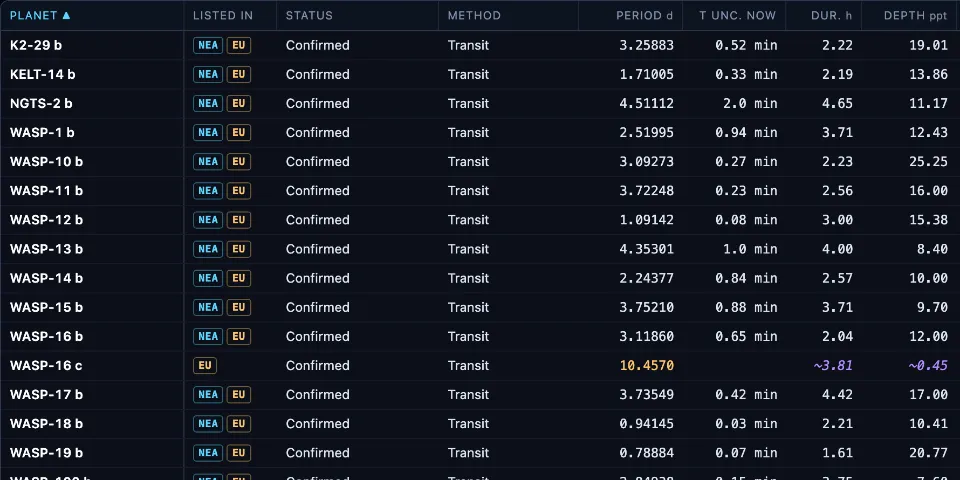 PLANET ▲ LISTED IN STATUS METHOD PERIOD d T UNC. NOW DUR. h DEPTH ppt
K2-29 b NEA EU Confirmed Transit 3.25883 0.52 min 2.22 19.01
KELT-14 b NEA EU Confirmed Transit 1.71005 0.33 min 2.19 13.86
NGTS-2 b NEA EU Confirmed Transit 4.51112 2.0 min 4.65 11.17
WASP-1 b NEA EU Confirmed Transit 2.51995 0.94 min 3.71 12.43
WASP-10 b NEA EU Confirmed Transit 3.09273 0.27 min 2.23 25.25
WASP-11 b NEA EU Confirmed Transit 3.72248 0.23 min 2.56 16.00
WASP-12 b NEA EU Confirmed Transit 1.09142 0.08 min 3.00 15.38
WASP-13 b NEA EU Confirmed Transit 4.35301 1.0 min 4.00 8.40
WASP-14 b NEA EU Confirmed Transit 2.24377 0.84 min 2.57 10.00
WASP-15 b NEA EU Confirmed Transit 3.75210 0.88 min 3.71 9.70
WASP-16 b NEA EU Confirmed Transit 3.11860 0.65 min 2.04 12.00
WASP-16 c EU Confirmed Transit 10.4570 ~3.81 ~0.45
WASP-17 b NEA EU Confirmed Transit 3.73549 0.42 min 4.42 17.00
WASP-18 b NEA EU Confirmed Transit 0.94145 0.03 min 2.21 10.41
WASP-19 b NEA EU Confirmed Transit 0.78884 0.07 min 1.61 20.77
NEA EU Confirmed Transit